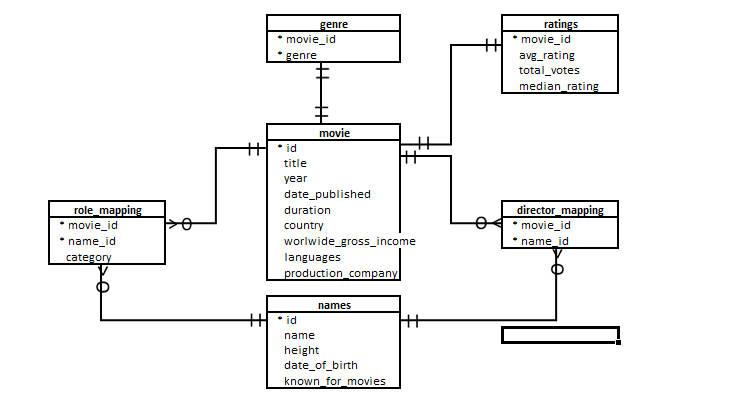 genre
* movie_id
* genre
ratings
* movie_id
avg_rating
total_votes
median_rating
movie
* id
title
year
date_published
duration
country
worlwide_gross_income
languages
production_company
role_mapping
* movie_id
* name_id
category
director_mapping
* movie_id
* name_id
names
* id
name
height
date_of_birth
known_for_movies